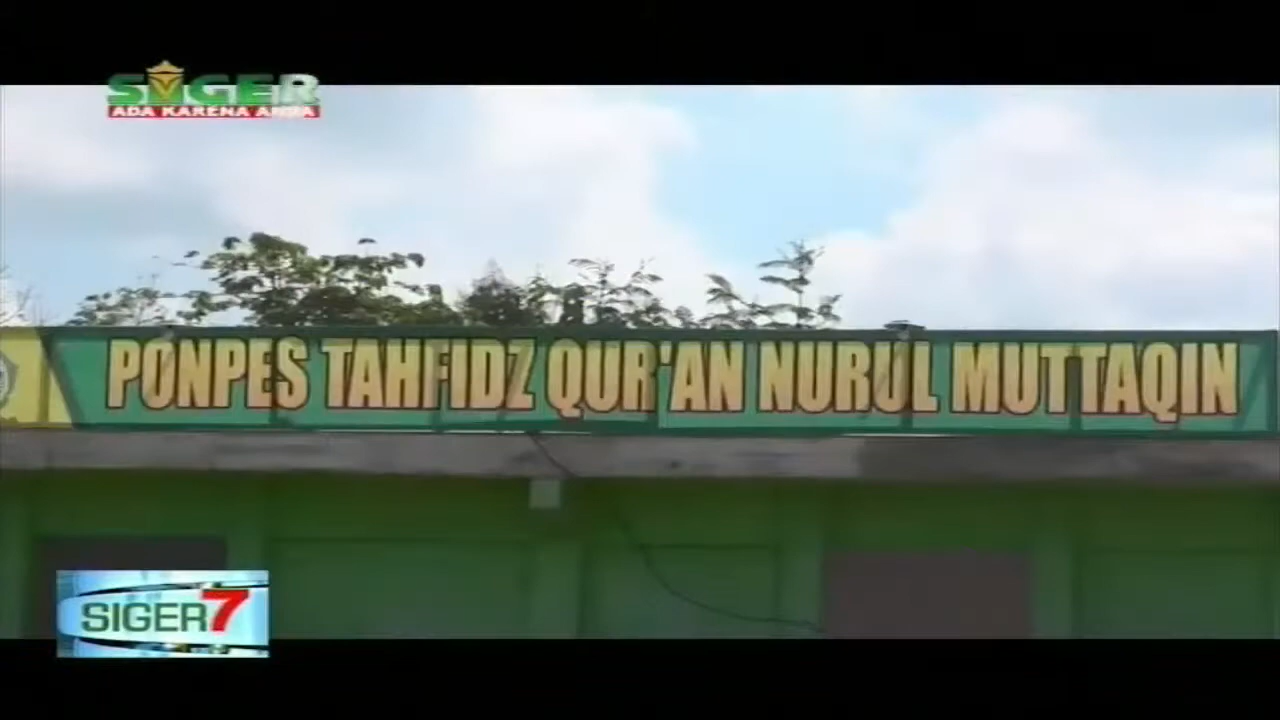 SIGER
ADA KARENA ANDA
PONPES TAHFIDZ QUR'AN NURUL MUTTAQIN
SIGER7